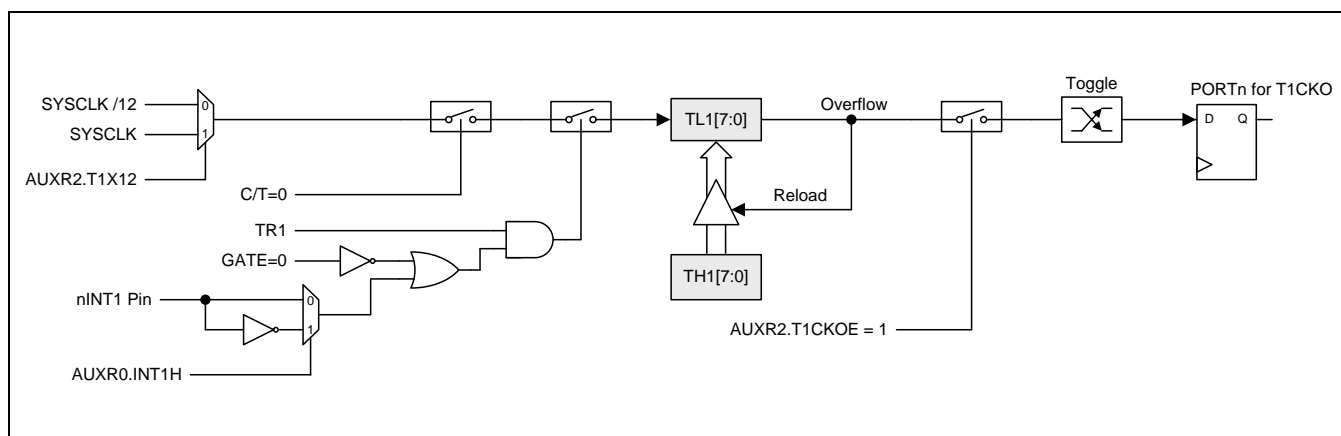 Toggle
PORTn for T1CKO
SYSCLK /12
0
TL1[7:0]
Overflow
D Q
SYSCLK
1
AUXR2.T1X12
C/T=0
Reload
TR1
GATE=0
TH1[7:0]
nINT1 Pin
0
1
AUXR2.T1CKOE = 1
AUXR0.INT1H